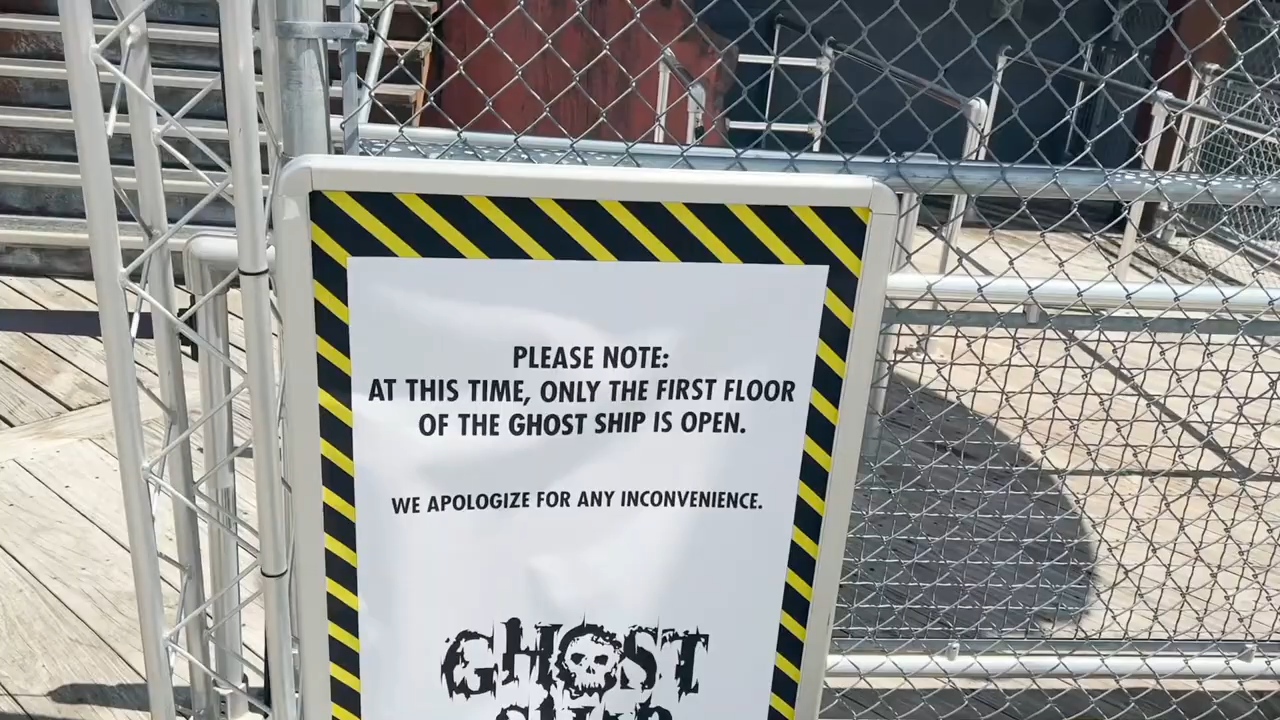 PLEASE NOTE:
AT THIS TIME, ONLY THE FIRST FLOOR
OF THE GHOST SHIP IS OPEN.
WE APOLOGIZE FOR ANY INCONVENIENCE.
GHOST
SHIP